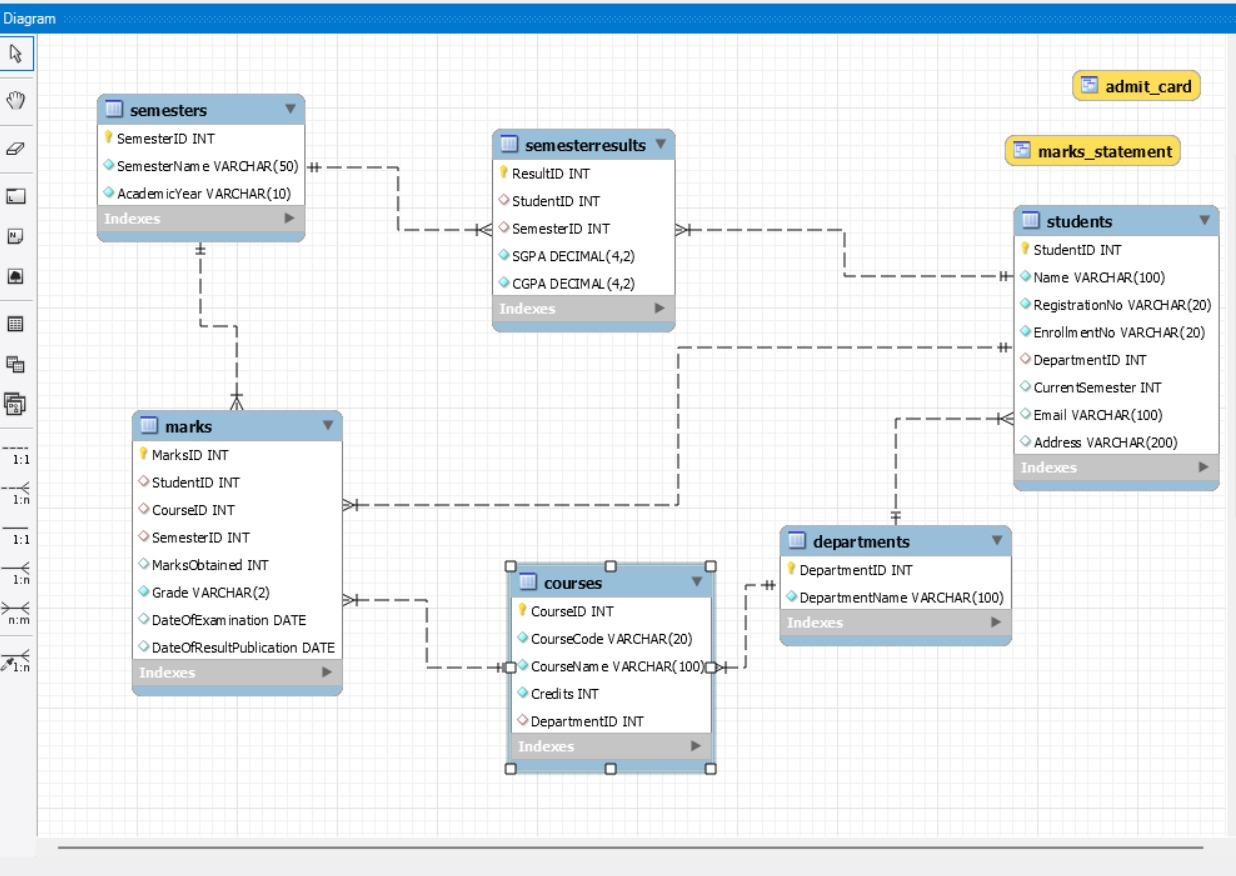 Diagram
admit_card
marks_statement
semesters
SemesterID INT
SemesterName VARCHAR(50)
AcademicYear VARCHAR(10)
Indexes
semesterresults
ResultID INT
StudentID INT
SemesterID INT
SGPA DECIMAL(4,2)
CGPA DECIMAL(4,2)
Indexes
students
StudentID INT
Name VARCHAR(100)
RegistrationNo VARCHAR(20)
EnrollmentNo VARCHAR(20)
DepartmentID INT
CurrentSemester INT
Email VARCHAR(100)
Address VARCHAR(200)
Indexes
marks
MarksID INT
StudentID INT
CourseID INT
SemesterID INT
MarksObtained INT
Grade VARCHAR(2)
DateOfExamination DATE
DateOfResultPublication DATE
Indexes
courses
CourseID INT
CourseCode VARCHAR(20)
CourseName VARCHAR(100)
Credits INT
DepartmentID INT
Indexes
departments
DepartmentID INT
DepartmentName VARCHAR(100)
Indexes
1:1
1:n
1:1
1:n
n:m
1:n